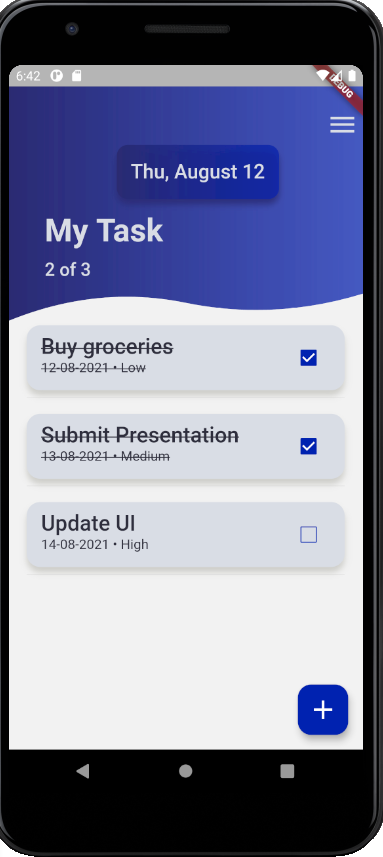 6:42
DEBUG
Thu, August 12
My Task
2 of 3
Buy groceries
12-08-2021 • Low
Submit Presentation
13-08-2021 • Medium
Update UI
14-08-2021 • High